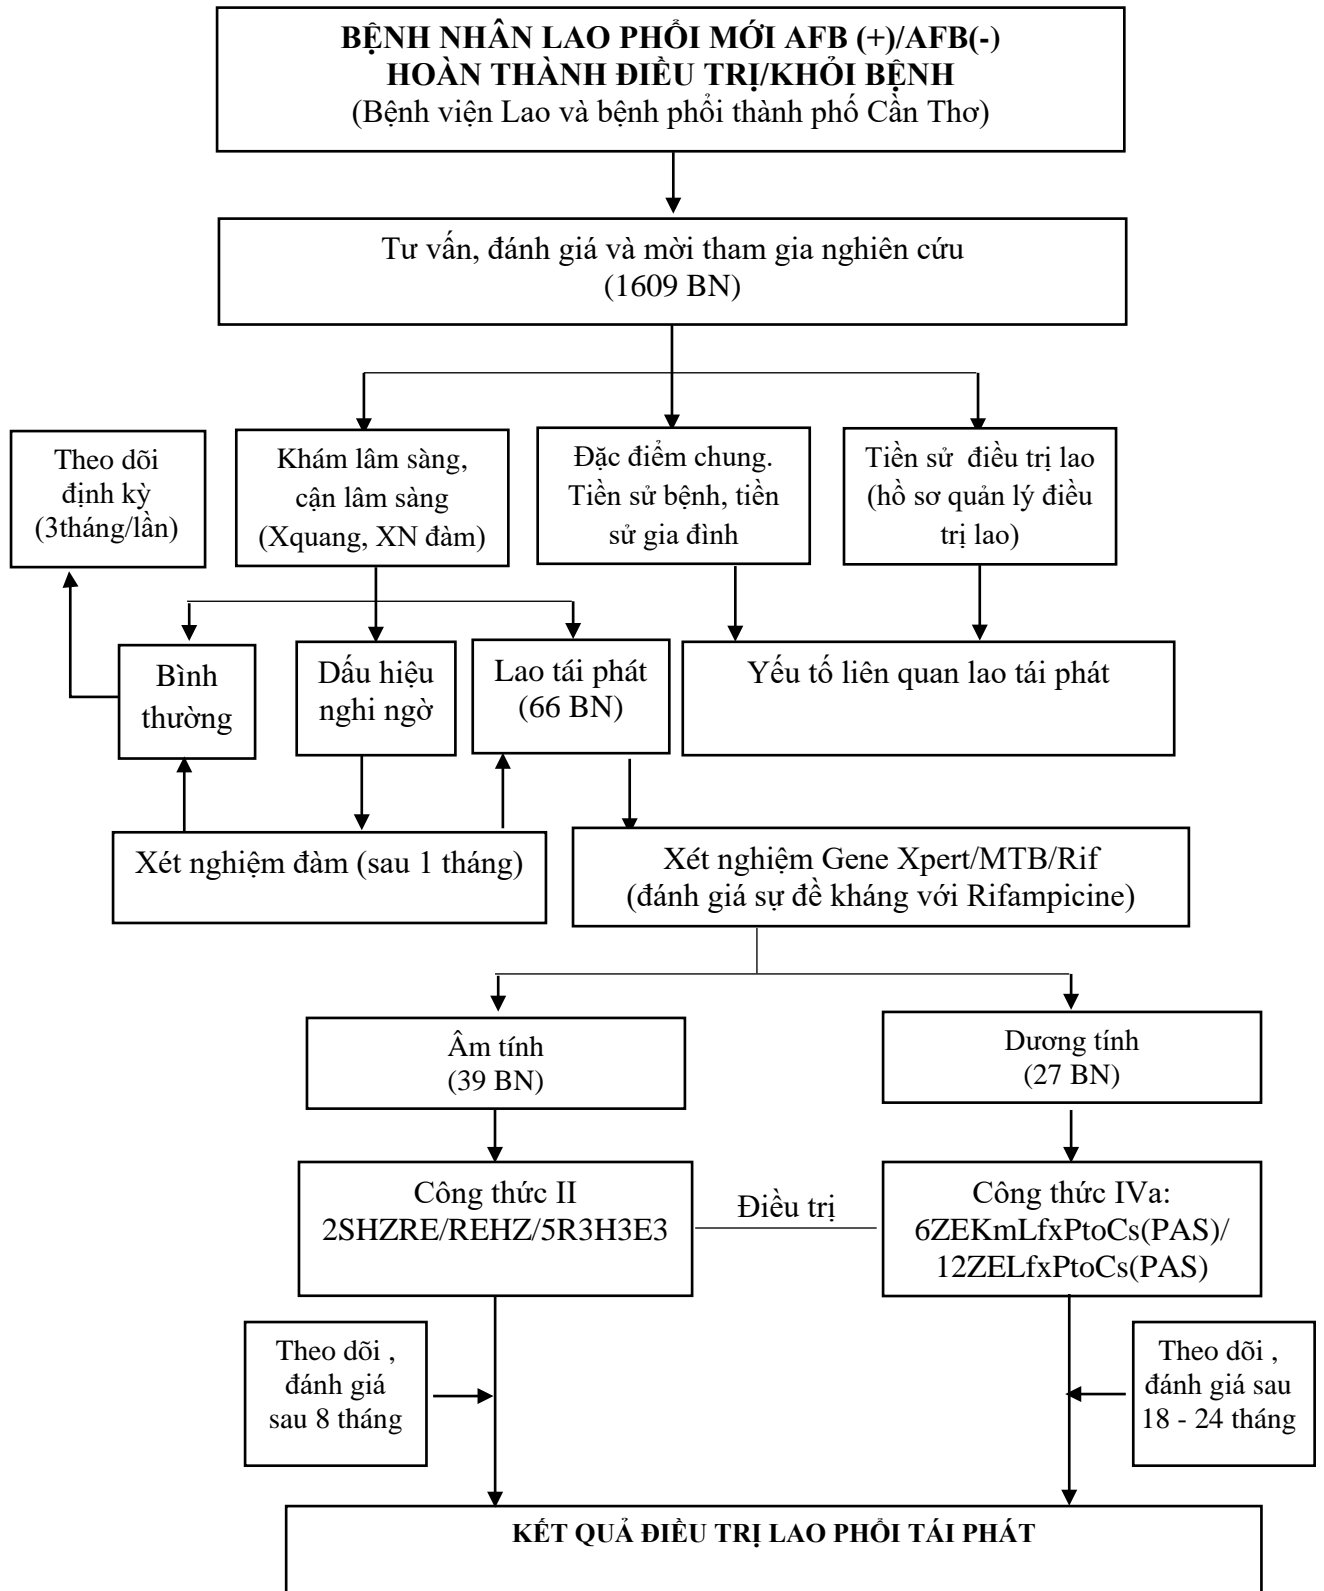 BỆNH NHÂN LAO PHỔI MỚI AFB (+)/AFB(-)
HOÀN THÀNH ĐIỀU TRỊ/KHỎI BỆNH
(Bệnh viện Lao và bệnh phổi thành phố Cần Thơ)
Tư vấn, đánh giá và mời tham gia nghiên cứu
(1609 BN)
Theo dõi
định kỳ
(3tháng/lần)
Khám lâm sàng,
cận lâm sàng
(Xquang, XN đàm)
Đặc điểm chung.
Tiền sử bệnh, tiền
sử gia đình
Tiền sử điều trị lao
(hồ sơ quản lý điều
trị lao)
Bình
thường
Dấu hiệu
nghi ngờ
Lao tái phát
(66 BN)
Yếu tố liên quan lao tái phát
Xét nghiệm đàm (sau 1 tháng)
Xét nghiệm Gene Xpert/MTB/Rif
(đánh giá sự đề kháng với Rifampicine)
Âm tính
(39 BN)
Dương tính
(27 BN)
Công thức II
2SHZRE/REHZ/5R3H3E3
Điều trị
Công thức IVa:
6ZEKmLfxPtoCs(PAS)/
12ZELfxPtoCs(PAS)
Theo dõi ,
đánh giá
sau 8 tháng
Theo dõi ,
đánh giá sau
18 - 24 tháng
KẾT QUẢ ĐIỀU TRỊ LAO PHỔI TÁI PHÁT